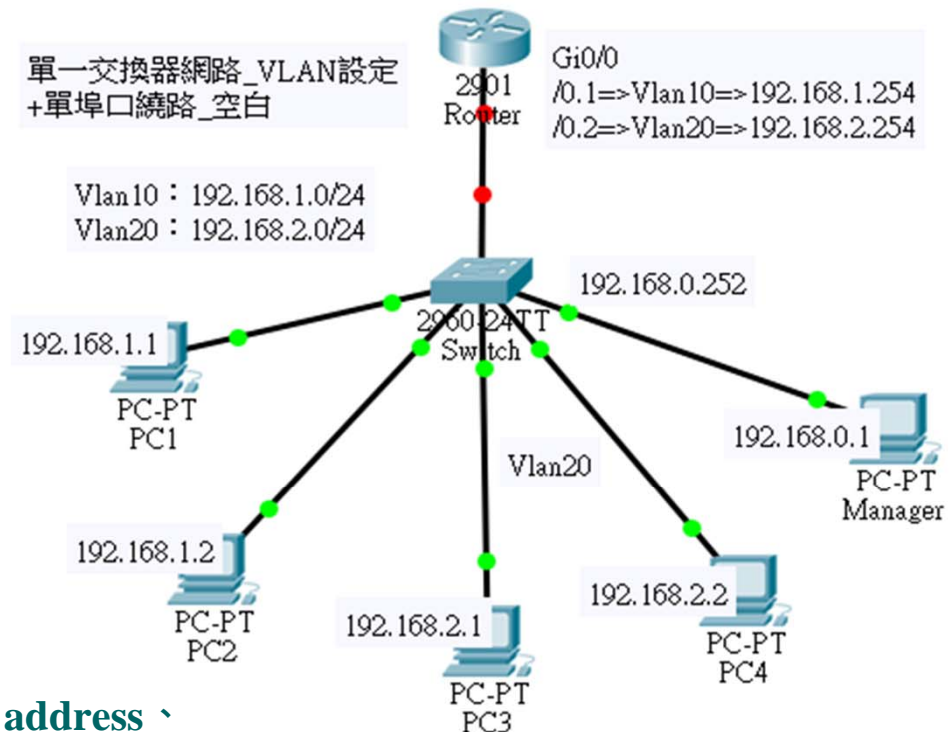 單一交換器網路_VLAN設定
+單埠口繞路_空白
2901
Router
Gi0/0
/0.1=>Vlan10=>192.168.1.254
/0.2=>Vlan20=>192.168.2.254
Vlan10：192.168.1.0/24
Vlan20：192.168.2.0/24
192.168.0.252
2960-24TT
Switch
192.168.1.1
PC-PT
PC1
192.168.0.1
PC-PT
Manager
Vlan20
192.168.1.2
PC-PT
PC2
192.168.2.1
PC-PT
PC3
192.168.2.2
PC-PT
PC4
address、